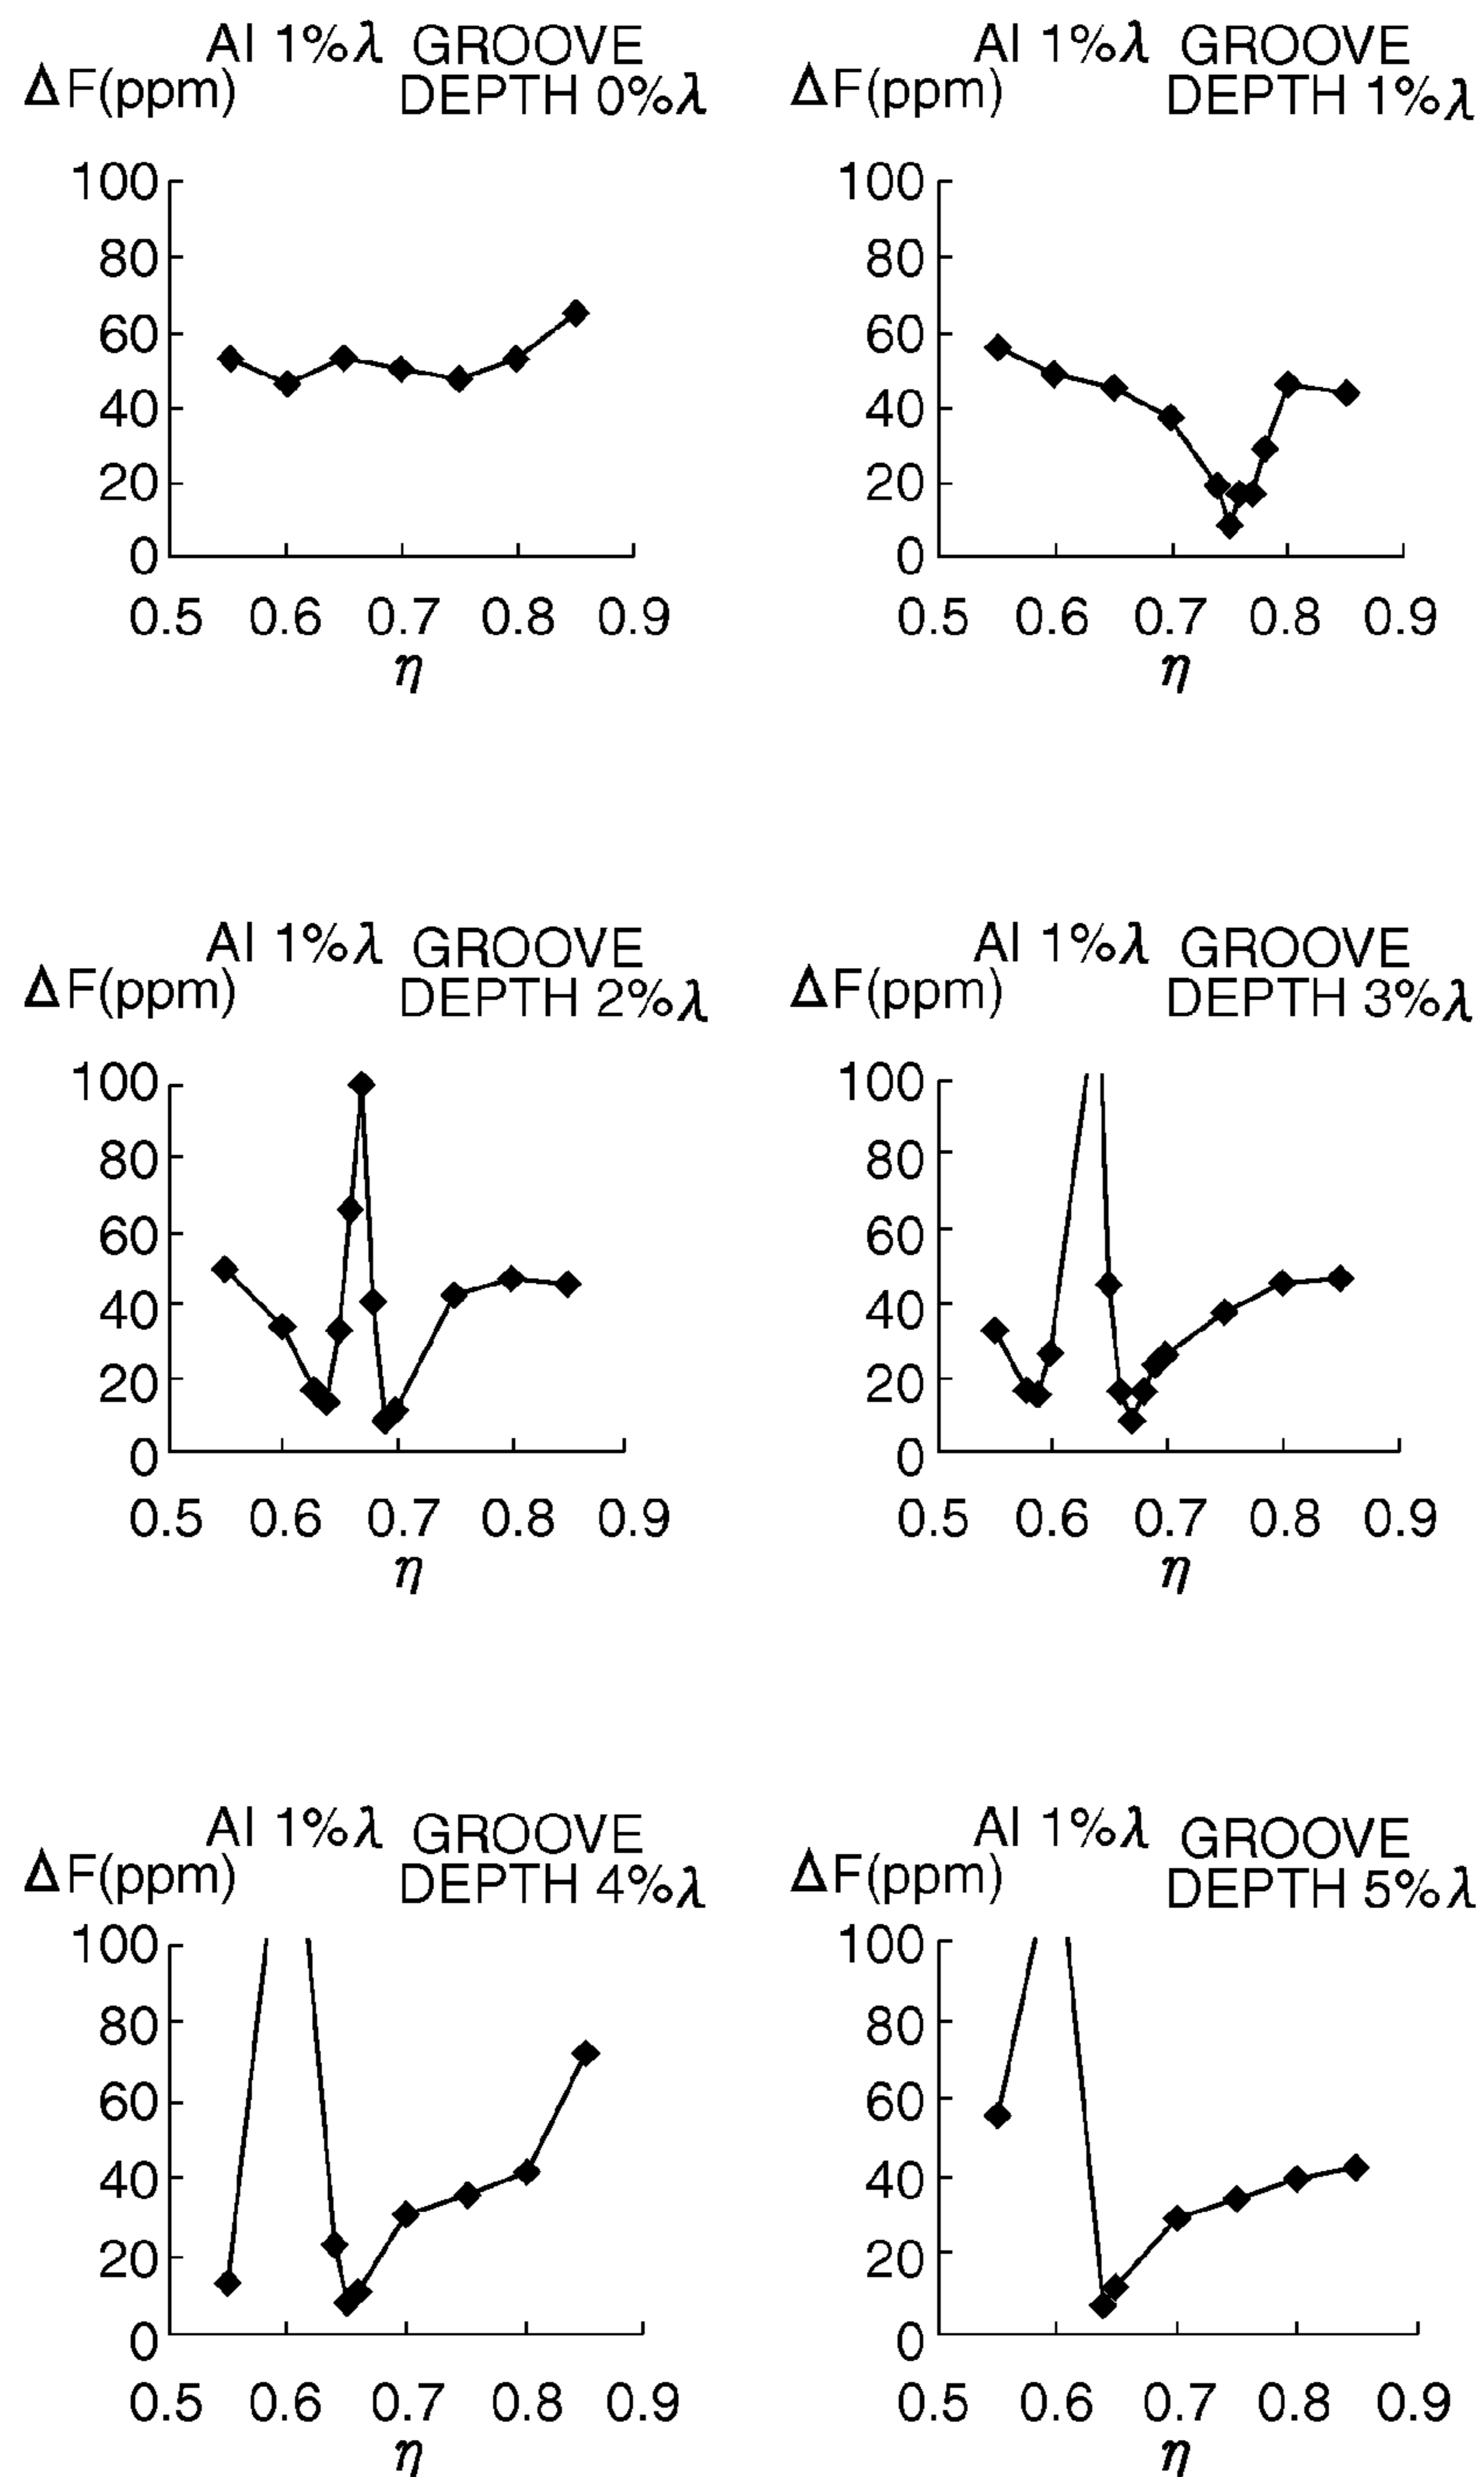 Al 1%λ GROOVE
ΔF(ppm) DEPTH 0%λ
100
80
60
40
20
0
0.5 0.6 0.7 0.8 0.9
η
Al 1%λ GROOVE
ΔF(ppm) DEPTH 1%λ
100
80
60
40
20
0
0.5 0.6 0.7 0.8 0.9
η
Al 1%λ GROOVE
ΔF(ppm) DEPTH 2%λ
100
80
60
40
20
0
0.5 0.6 0.7 0.8 0.9
η
Al 1%λ GROOVE
ΔF(ppm) DEPTH 3%λ
100
80
60
40
20
0
0.5 0.6 0.7 0.8 0.9
η
Al 1%λ GROOVE
ΔF(ppm) DEPTH 4%λ
100
80
60
40
20
0
0.5 0.6 0.7 0.8 0.9
η
Al 1%λ GROOVE
ΔF(ppm) DEPTH 5%λ
100
80
60
40
20
0
0.5 0.6 0.7 0.8 0.9
η